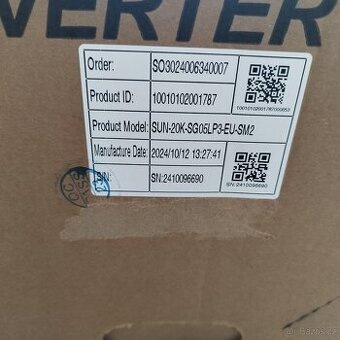 VERTER
Order: SO3024006340007
Product ID: 10010102001787
Product Model: SUN-20K-SG05LP3-EU-SM2
Manufacture Date: 2024/10/12 13:27:41
S/N: SN:2410096690
SN:2410096690